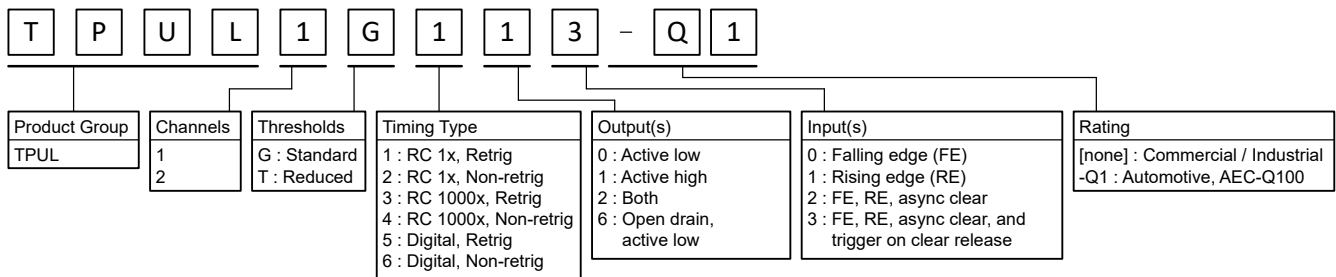 T P U L 1 G 1 1 3 - Q 1
Product Group
TPUL
Channels
1
2
Thresholds
G : Standard
T : Reduced
Timing Type
1 : RC 1x, Retrig
2 : RC 1x, Non-retrig
3 : RC 1000x, Retrig
4 : RC 1000x, Non-retrig
5 : Digital, Retrig
6 : Digital, Non-retrig
Output(s)
0 : Active low
1 : Active high
2 : Both
6 : Open drain,
active low
Input(s)
0 : Falling edge (FE)
1 : Rising edge (RE)
2 : FE, RE, async clear
3 : FE, RE, async clear, and
trigger on clear release
Rating
[none] : Commercial / Industrial
-Q1 : Automotive, AEC-Q100